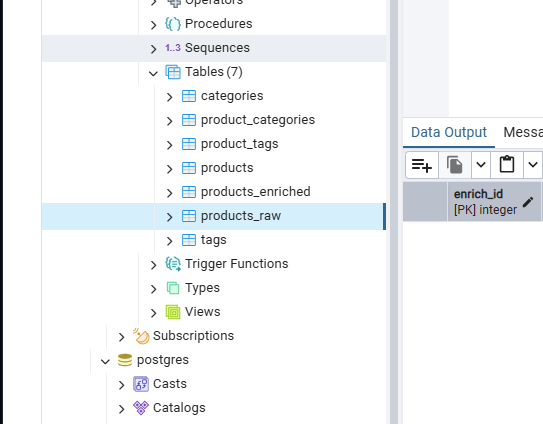 Operators
Procedures
1..3 Sequences
Tables (7)
categories
product_categories
product_tags
products
products_enriched
products_raw
tags
Trigger Functions
Types
Views
Subscriptions
postgres
Casts
Catalogs
Data Output Messa
enrich_id
[PK] integer